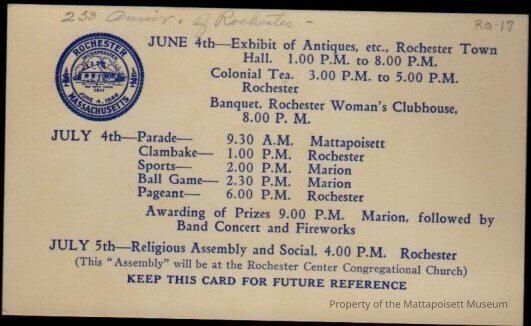 250 Anniv. of Rochester -
RO-17
ROCHESTER
INCORPORATED
JUNE 4, 1686
MASSACHUSETTS
JUNE 4th—Exhibit of Antiques, etc., Rochester Town
Hall. 1.00 P.M. to 8.00 P.M.
Colonial Tea. 3.00 P.M. to 5.00 P.M.
Rochester
Banquet, Rochester Woman's Clubhouse,
8.00 P. M.
JULY 4th—Parade— 9.30 A.M. Mattapoisett
Clambake— 1.00 P.M. Rochester
Sports— 2.00 P.M. Marion
Ball Game— 2.30 P.M. Marion
Pageant— 6.00 P.M. Rochester
Awarding of Prizes 9.00 P.M. Marion, followed by
Band Concert and Fireworks
JULY 5th—Religious Assembly and Social, 4.00 P.M. Rochester
(This "Assembly" will be at the Rochester Center Congregational Church)
KEEP THIS CARD FOR FUTURE REFERENCE
Property of the Mattapoisett Museum